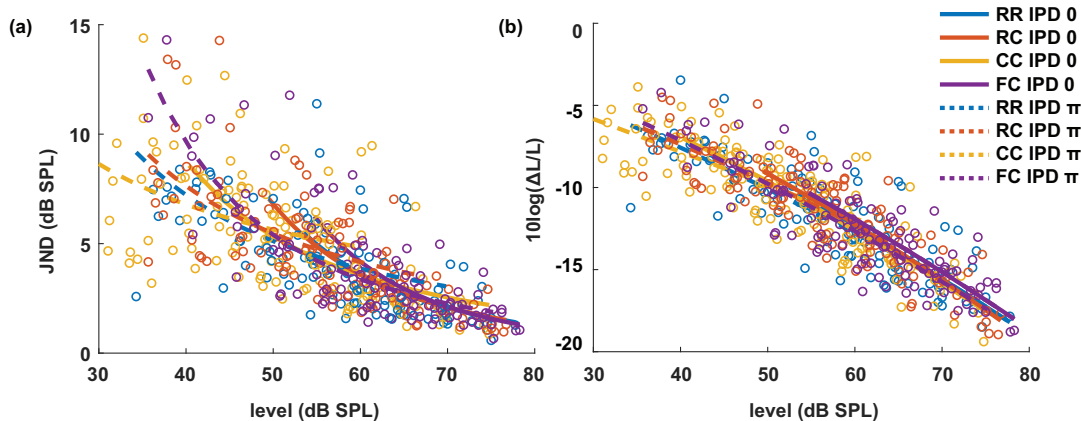 (a)
15
10
5
0
30 40 50 60 70 80
JND (dB SPL)
level (dB SPL)
(b)
0
-5
-10
-15
-20
30 40 50 60 70 80
10log(ΔL/L)
level (dB SPL)
RR IPD 0
RC IPD 0
CC IPD 0
FC IPD 0
RR IPD π
RC IPD π
CC IPD π
FC IPD π